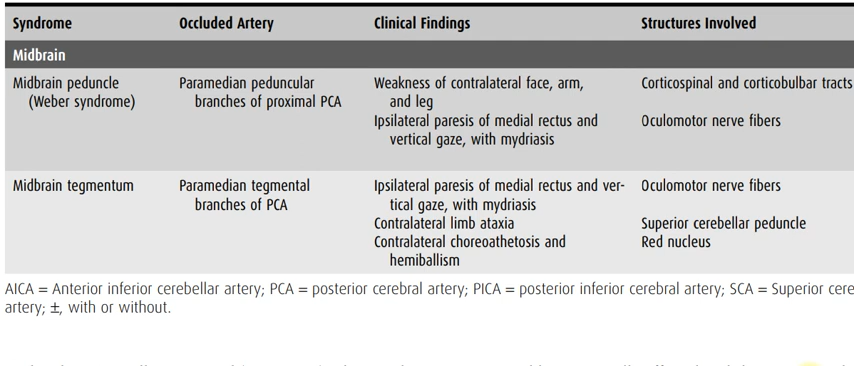 Syndrome Occluded Artery Clinical Findings Structures Involved
Midbrain
Midbrain peduncle Paramedian peduncular Weakness of contralateral face, arm, Corticospinal and corticobulbar tracts
(Weber syndrome) branches of proximal PCA and leg
Ipsilateral paresis of medial rectus and Oculomotor nerve fibers
vertical gaze, with mydriasis
Midbrain tegmentum Paramedian tegmental Ipsilateral paresis of medial rectus and ver- Oculomotor nerve fibers
branches of PCA tical gaze, with mydriasis
Contralateral limb ataxia Superior cerebellar peduncle
Contralateral choreoathetosis and Red nucleus
hemiballism
AICA = Anterior inferior cerebellar artery; PCA = posterior cerebral artery; PICA = posterior inferior cerebral artery; SCA = Superior cere
artery; ±, with or without.